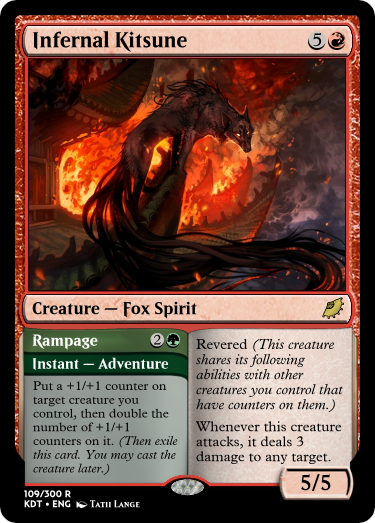 Infernal Kitsune 5
Creature — Fox Spirit
Rampage 2
Instant — Adventure
Put a +1/+1 counter on
target creature you
control, then double the
number of +1/+1
counters on it. (Then exile
this card. You may cast the
creature later.)
Revered (This creature
shares its following
abilities with other
creatures you control that
have counters on them.)
Whenever this creature
attacks, it deals 3
damage to any target.
5/5
109/300 R
KDT • ENG Tatii Lange